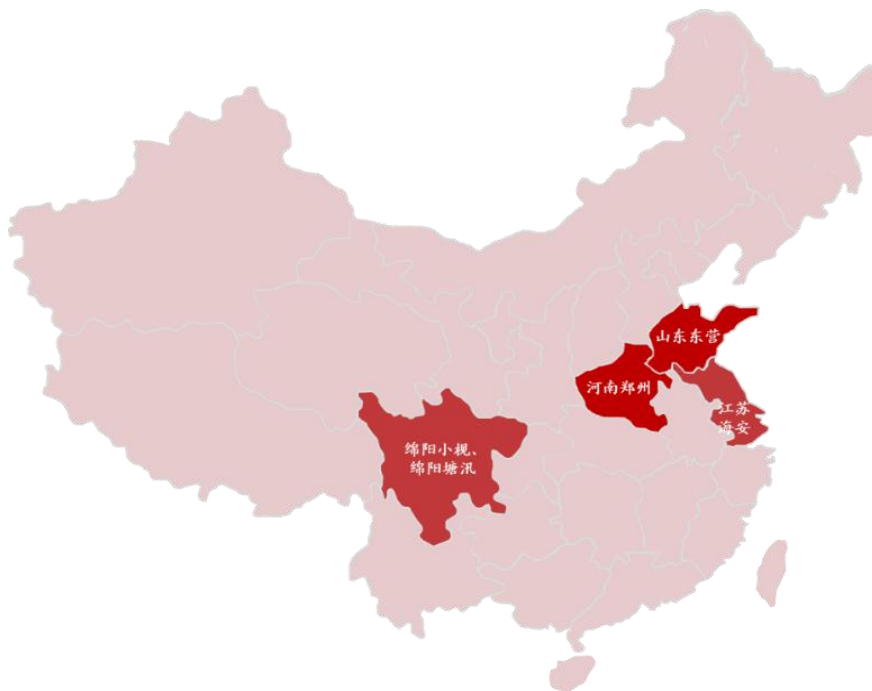 山东东营
河南郑州
江苏
海安
绵阳小枧、
绵阳塘汛